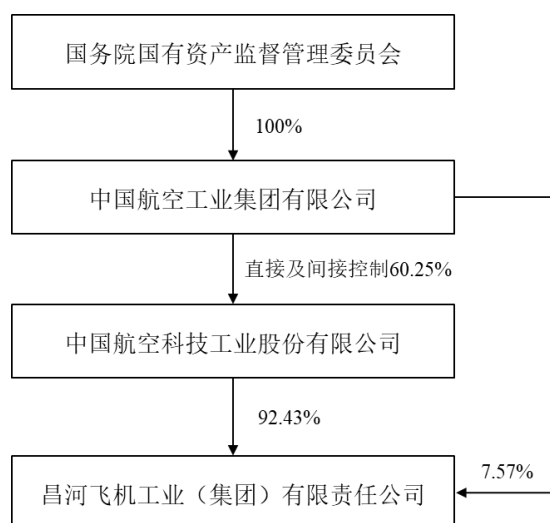 国务院国有资产监督管理委员会
100%
中国航空工业集团有限公司
直接及间接控制60.25%
中国航空科技工业股份有限公司
92.43%
7.57%
昌河飞机工业（集团）有限责任公司